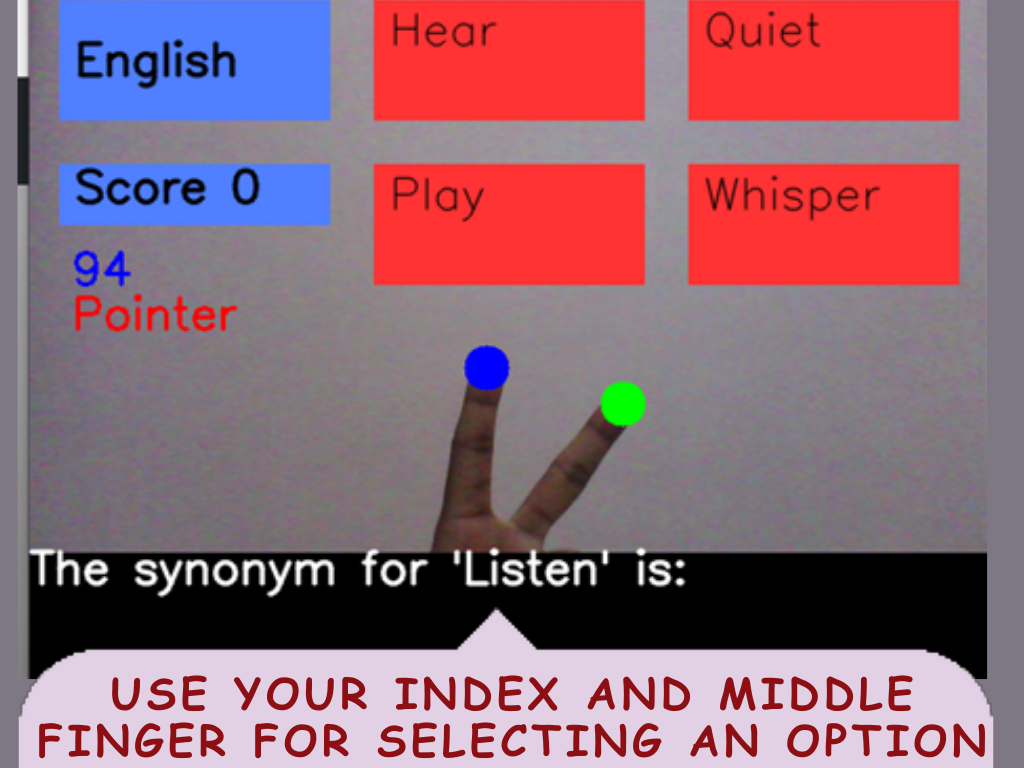 English
Hear
Quiet
Score 0
Play
Whisper
94
Pointer
The synonym for 'Listen' is:
USE YOUR INDEX AND MIDDLE
FINGER FOR SELECTING AN OPTION